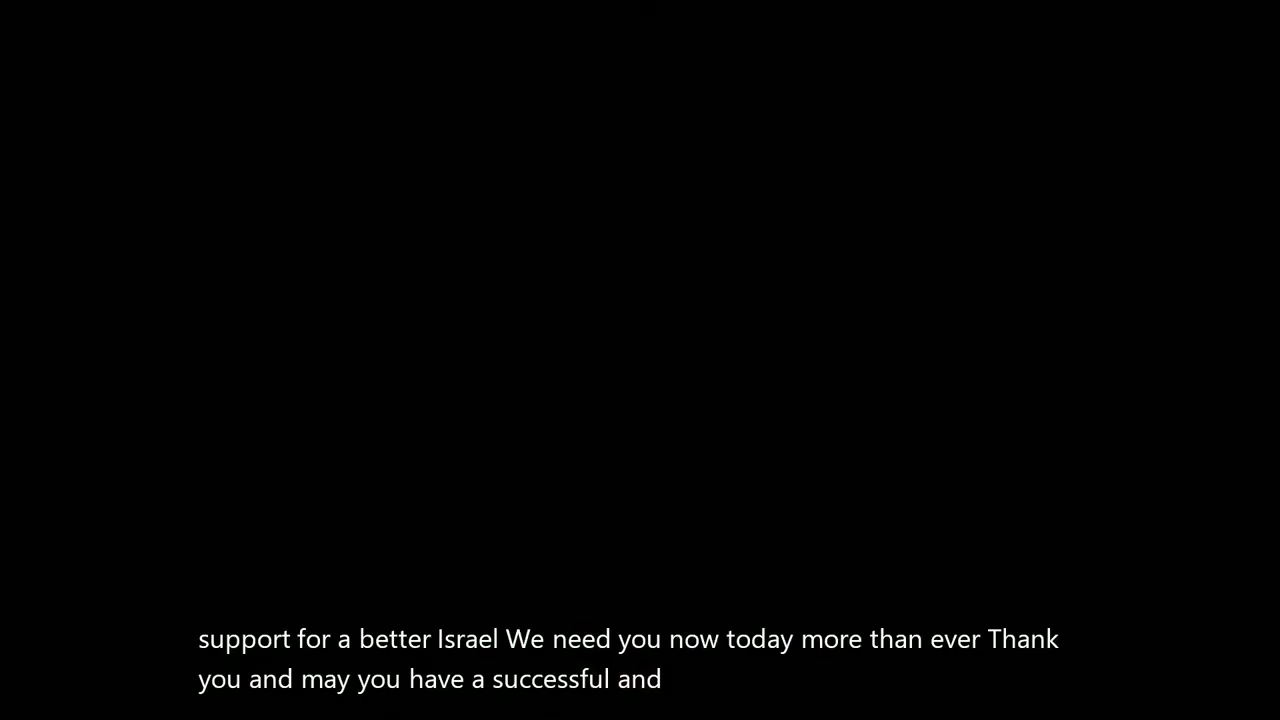 support for a better Israel We need you now today more than ever Thank
you and may you have a successful and